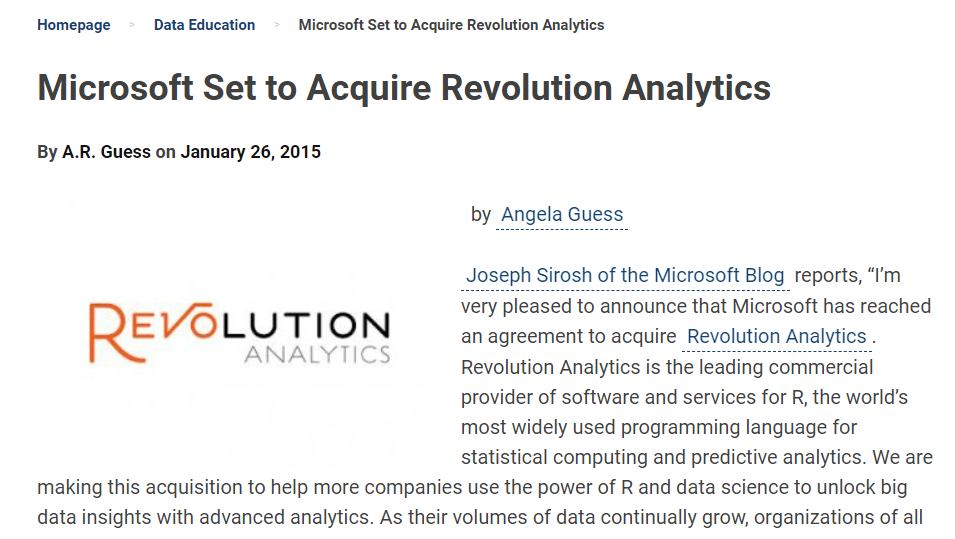 Homepage > Data Education > Microsoft Set to Acquire Revolution Analytics
Microsoft Set to Acquire Revolution Analytics
By A.R. Guess on January 26, 2015
by Angela Guess
REVOLUTION
ANALYTICS
Joseph Sirosh of the Microsoft Blog reports, “I’m
very pleased to announce that Microsoft has reached
an agreement to acquire Revolution Analytics.
Revolution Analytics is the leading commercial
provider of software and services for R, the world’s
most widely used programming language for
statistical computing and predictive analytics. We are
making this acquisition to help more companies use the power of R and data science to unlock big
data insights with advanced analytics. As their volumes of data continually grow, organizations of all